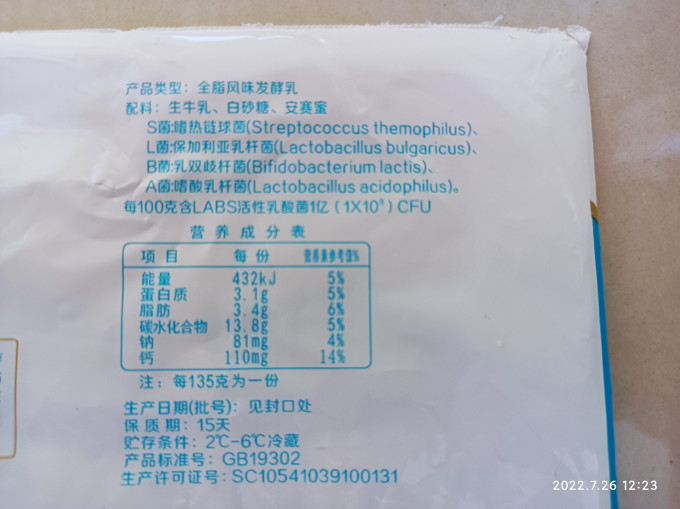 产品类型：全脂风味发酵乳
配料：生牛乳、白砂糖、安赛蜜
S菌:嗜热链球菌(Streptococcus themophilus)、
L菌:保加利亚乳杆菌(Lactobacillus bulgaricus)、
B菌:乳双歧杆菌(Bifidobacterium lactis)、
A菌:嗜酸乳杆菌(Lactobacillus acidophilus)。
每100克含LABS活性乳酸菌1亿（1X10⁸）CFU
营养成分表
项目 每份 营养素参考值%
能量 432kJ 5%
蛋白质 3.1g 5%
脂肪 3.4g 6%
碳水化合物 13.8g 5%
钠 81mg 4%
钙 110mg 14%
注：每135克为一份
生产日期(批号)：见封口处
保质期：15天
贮存条件：2℃-6℃冷藏
产品标准号：GB19302
生产许可证号：SC10541039100131
2022.7.26 12:23